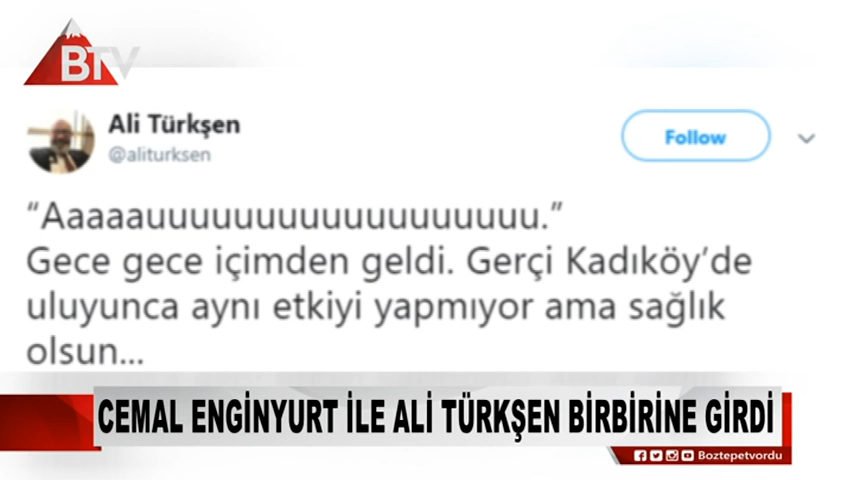 BTV
Ali Türkşen
@aliturksen
Follow
“Aaaaauuuuuuuuuuuuuuuuuu.”
Gece gece içimden geldi. Gerçi Kadıköy’de
uluyunca aynı etkiyi yapmıyor ama sağlık
olsun...
CEMAL ENGİNYURT İLE ALİ TÜRKŞEN BİRBİRİNE GİRDİ
Boztepetvordu